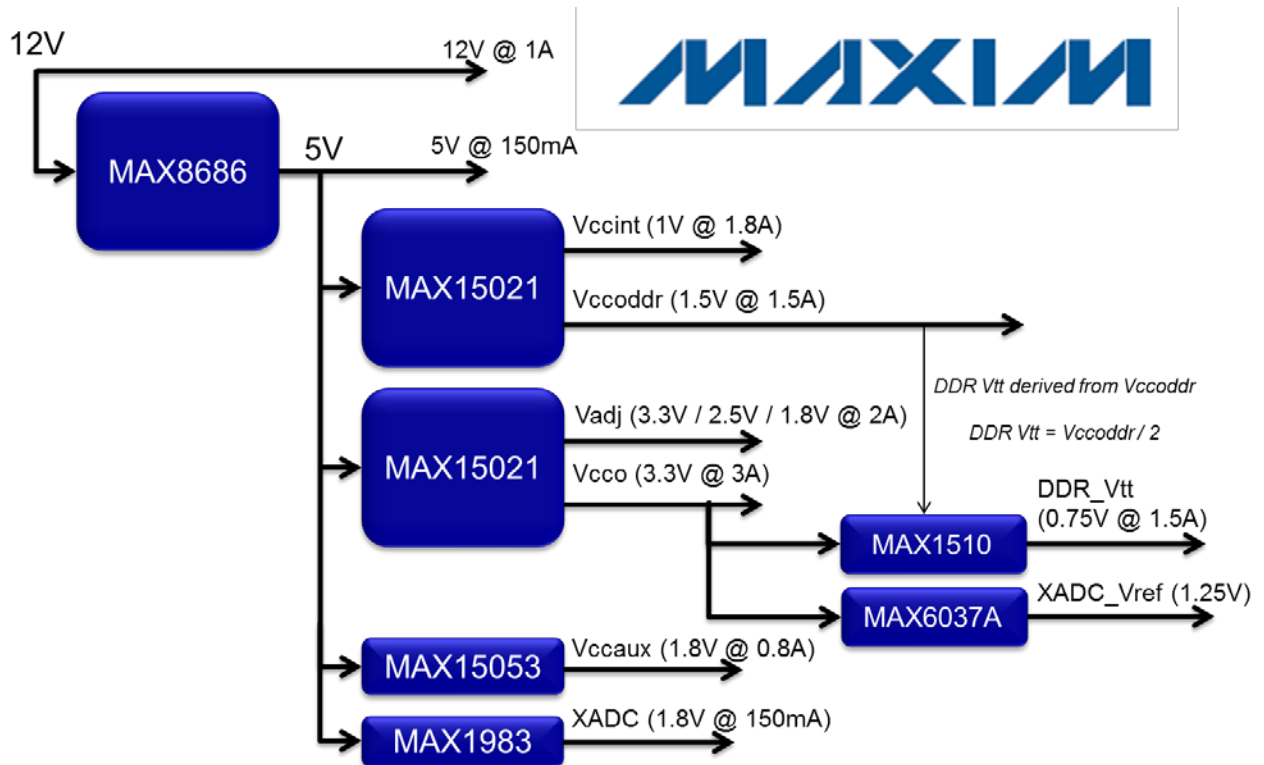 12V
12V @ 1A
MAXIM
MAX8686
5V
5V @ 150mA
MAX15021
Vccint (1V @ 1.8A)
Vccoddr (1.5V @ 1.5A)
DDR Vtt derived from Vccoddr
DDR Vtt = Vccoddr / 2
MAX15021
Vadj (3.3V / 2.5V / 1.8V @ 2A)
Vcco (3.3V @ 3A)
MAX1510
DDR_Vtt
(0.75V @ 1.5A)
MAX6037A
XADC_Vref (1.25V)
MAX15053
Vccaux (1.8V @ 0.8A)
MAX1983
XADC (1.8V @ 150mA)